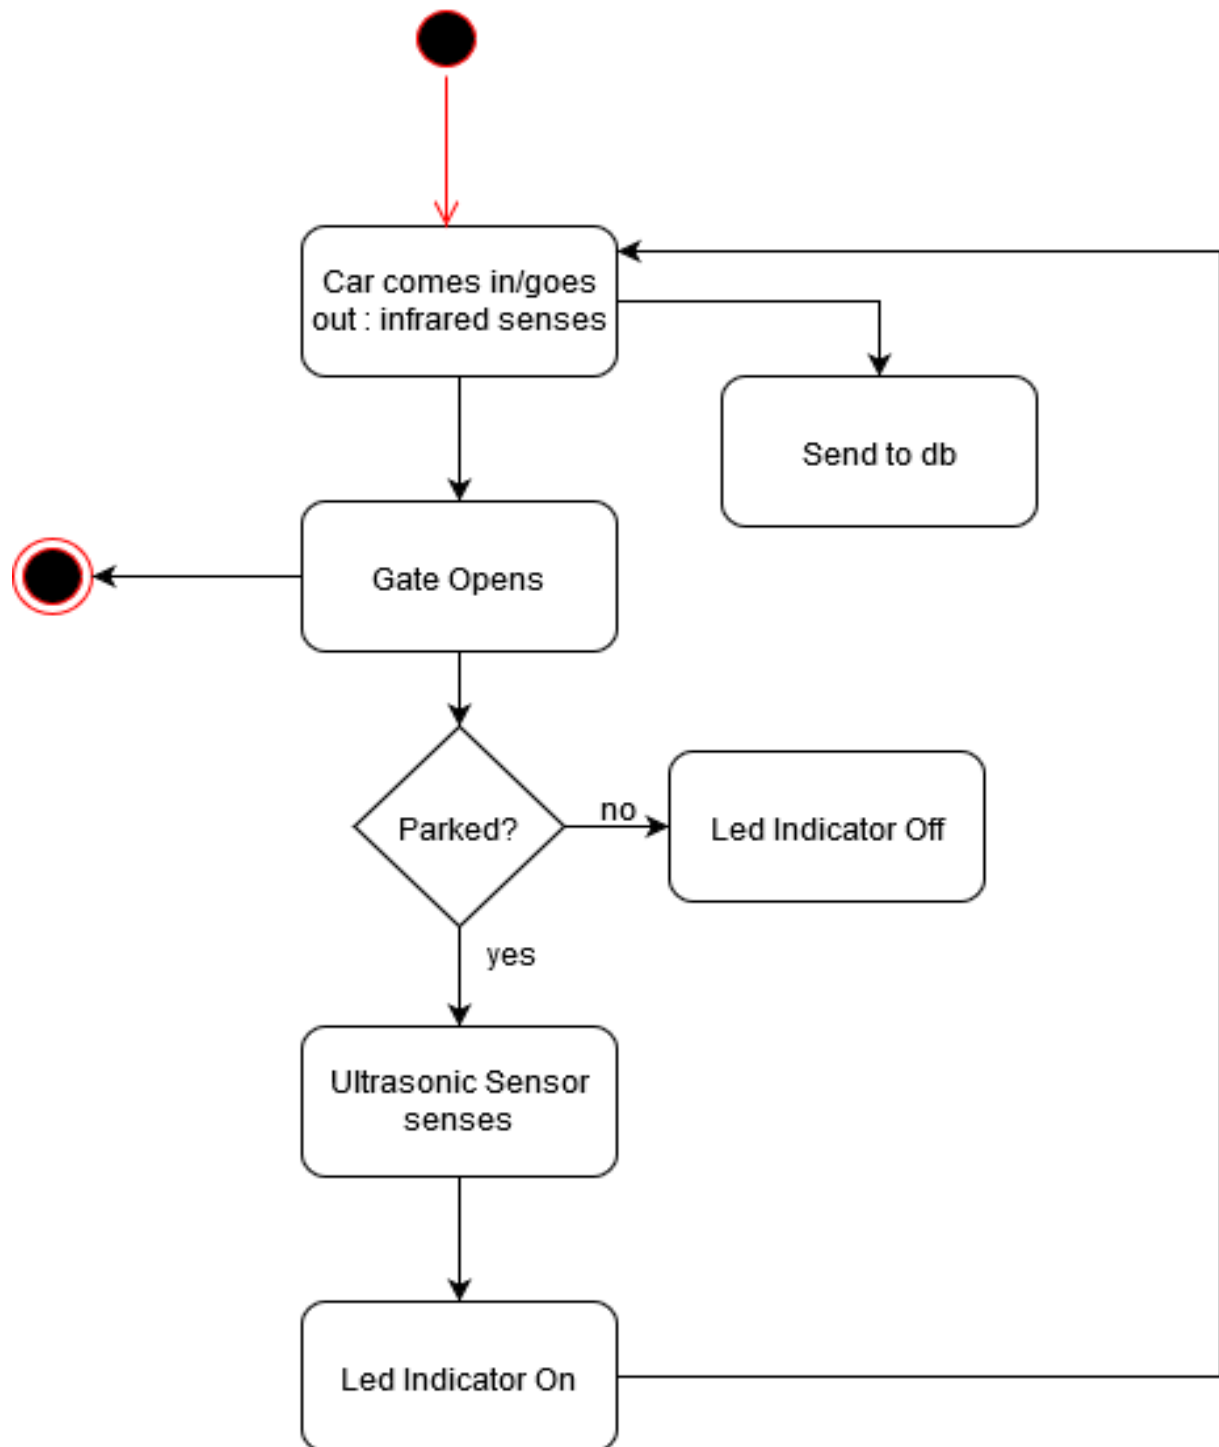 Car comes in/goes
out : infrared senses
Send to db
Gate Opens
Parked?
no
Led Indicator Off
yes
Ultrasonic Sensor
senses
Led Indicator On